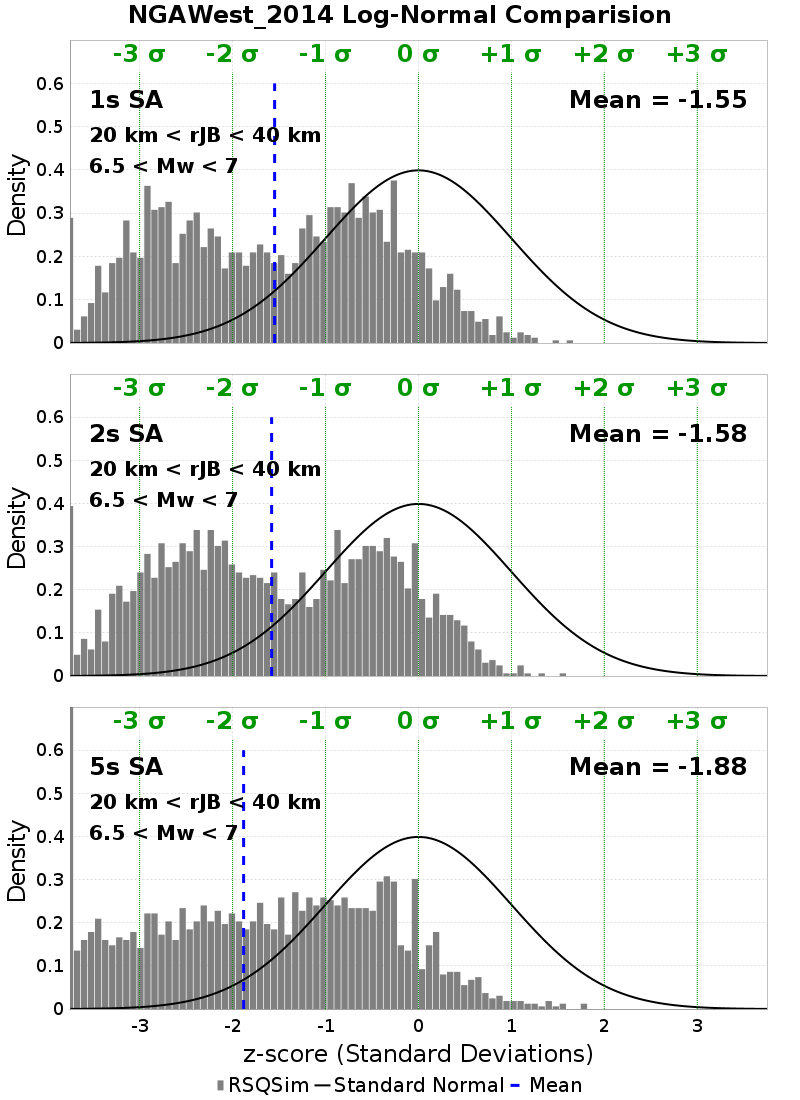 NGAWest_2014 Log-Normal Comparision
-3 σ -2 σ -1 σ 0 σ +1 σ +2 σ +3 σ
0.6
1s SA Mean = -1.55
0.5
20 km < rJB < 40 km
6.5 < Mw < 7
0.4
0.3
0.2
0.1
0
Density
-3 σ -2 σ -1 σ 0 σ +1 σ +2 σ +3 σ
0.6
2s SA Mean = -1.58
0.5
20 km < rJB < 40 km
6.5 < Mw < 7
0.4
0.3
0.2
0.1
0
Density
-3 σ -2 σ -1 σ 0 σ +1 σ +2 σ +3 σ
0.6
5s SA Mean = -1.88
0.5
20 km < rJB < 40 km
6.5 < Mw < 7
0.4
0.3
0.2
0.1
0
Density
-3 -2 -1 0 1 2 3
z-score (Standard Deviations)
RSQSim Standard Normal Mean